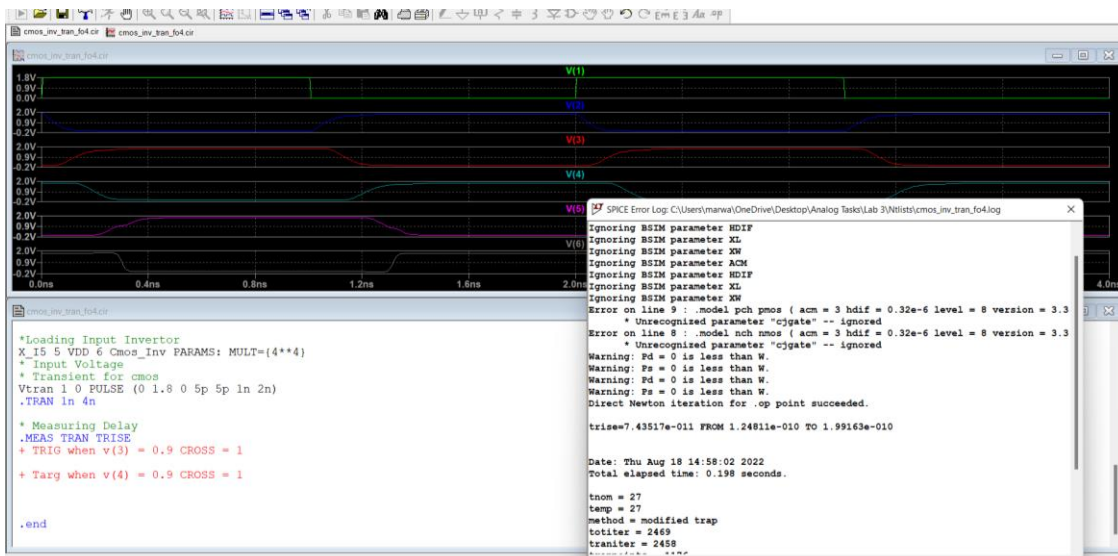 cmos_inv_tran_fo4.cir cmos_inv_tran_fo4.cir
cmos_inv_tran_fo4.cir
V(1)
1.8V
0.9V
0.0V
V(2)
2.0V
0.9V
-0.2V
V(3)
2.0V
0.9V
-0.2V
V(4)
2.0V
0.9V
-0.2V
V(5)
2.0V
0.9V
-0.2V
V(6)
2.0V
0.9V
-0.2V
0.0ns 0.4ns 0.8ns 1.2ns 1.6ns 2.0ns 4.0ns
cmos_inv_tran_fo4.cir
*Loading Input Invertor
X_I5 5 VDD 6 Cmos_Inv PARAMS: MULT={4**4}
* Input Voltage
* Transient for cmos
Vtran 1 0 PULSE (0 1.8 0 5p 5p 1n 2n)
.TRAN 1n 4n
* Measuring Delay
.MEAS TRAN TRISE
+ TRIG when v(3) = 0.9 CROSS = 1
+ Targ when v(4) = 0.9 CROSS = 1
.end
SPICE Error Log: C:\Users\marwa\OneDrive\Desktop\Analog Tasks\Lab 3\Ntlists\cmos_inv_tran_fo4.log
Ignoring BSIM parameter HDIF
Ignoring BSIM parameter XL
Ignoring BSIM parameter XW
Ignoring BSIM parameter ACM
Ignoring BSIM parameter HDIF
Ignoring BSIM parameter XL
Ignoring BSIM parameter XW
Error on line 9 : .model pch pmos ( acm = 3 hdif = 0.32e-6 level = 8 version = 3.3
* Unrecognized parameter "cjgate" -- ignored
Error on line 8 : .model nch nmos ( acm = 3 hdif = 0.32e-6 level = 8 version = 3.3
* Unrecognized parameter "cjgate" -- ignored
Warning: Pd = 0 is less than W.
Warning: Ps = 0 is less than W.
Warning: Pd = 0 is less than W.
Warning: Ps = 0 is less than W.
Direct Newton iteration for .op point succeeded.
trise=7.43517e-011 FROM 1.24811e-010 TO 1.99163e-010
Date: Thu Aug 18 14:58:02 2022
Total elapsed time: 0.198 seconds.
tnom = 27
temp = 27
method = modified trap
totiter = 2469
traniter = 2458